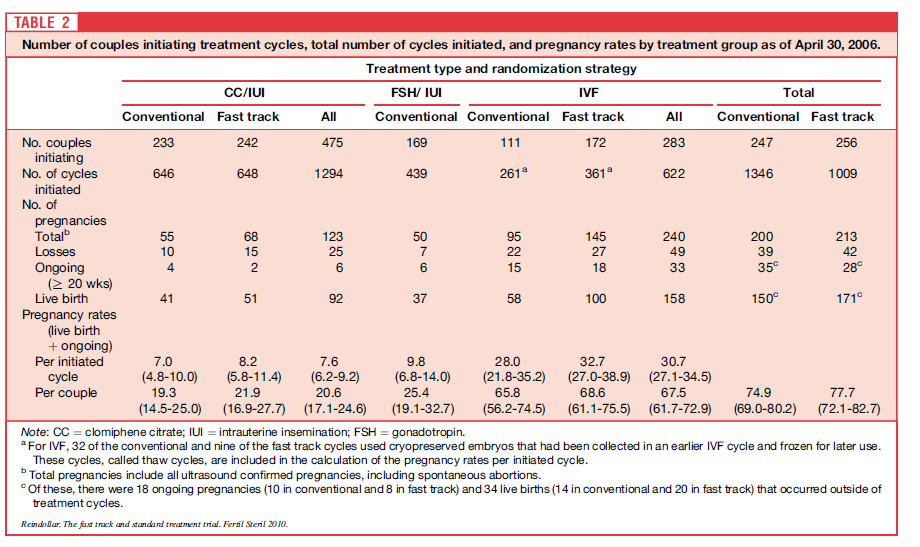 TABLE 2
Number of couples initiating treatment cycles, total number of cycles initiated, and pregnancy rates by treatment group as of April 30, 2006.
Treatment type and randomization strategy
CC/IUI FSH/ IUI IVF Total
Conventional Fast track All Conventional Conventional Fast track All Conventional Fast track
No. couples 233 242 475 169 111 172 283 247 256
initiating
No. of cycles 646 648 1294 439 261a 361a 622 1346 1009
initiated
No. of
pregnancies
Totalb 55 68 123 50 95 145 240 200 213
Losses 10 15 25 7 22 27 49 39 42
Ongoing 4 2 6 6 15 18 33 35c 28c
(≥ 20 wks)
Live birth 41 51 92 37 58 100 158 150c 171c
Pregnancy rates
(live birth
+ ongoing)
Per initiated 7.0 8.2 7.6 9.8 28.0 32.7 30.7
cycle (4.8-10.0) (5.8-11.4) (6.2-9.2) (6.8-14.0) (21.8-35.2) (27.0-38.9) (27.1-34.5)
Per couple 19.3 21.9 20.6 25.4 65.8 68.6 67.5 74.9 77.7
(14.5-25.0) (16.9-27.7) (17.1-24.6) (19.1-32.7) (56.2-74.5) (61.1-75.5) (61.7-72.9) (69.0-80.2) (72.1-82.7)
Note: CC = clomiphene citrate; IUI = intrauterine insemination; FSH = gonadotropin.
a For IVF, 32 of the conventional and nine of the fast track cycles used cryopreserved embryos that had been collected in an earlier IVF cycle and frozen for later use.
These cycles, called thaw cycles, are included in the calculation of the pregnancy rates per initiated cycle.
b Total pregnancies include all ultrasound confirmed pregnancies, including spontaneous abortions.
c Of these, there were 18 ongoing pregnancies (10 in conventional and 8 in fast track) and 34 live births (14 in conventional and 20 in fast track) that occurred outside of
treatment cycles.
Reindollar. The fast track and standard treatment trial. Fertil Steril 2010.